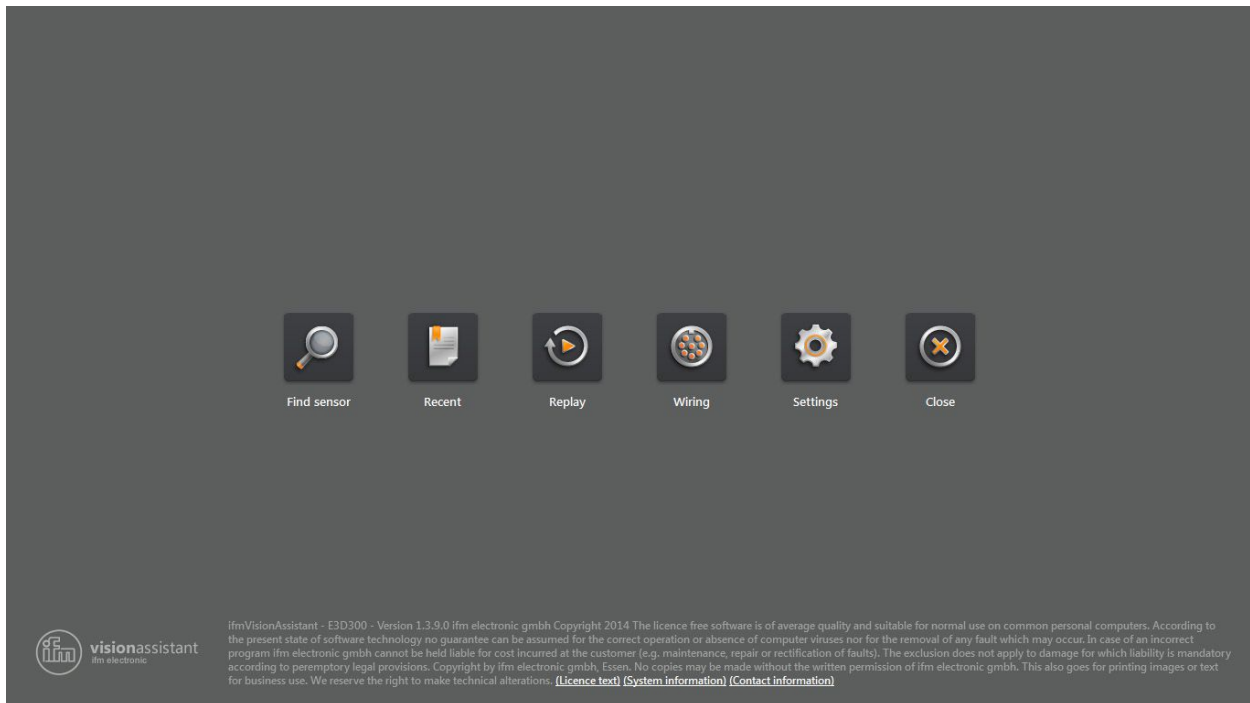 Find sensor
Recent
Replay
Wiring
Settings
Close
ifm
visionassistant
ifm electronic
ifmVisionAssistant - E3D300 - Version 1.3.9.0 ifm electronic gmbh Copyright 2014 The licence free software is of average quality and suitable for normal use on common personal computers. According to
the present state of software technology no guarantee can be assumed for the correct operation or absence of computer viruses nor for the removal of any fault which may occur. In case of an incorrect
program ifm electronic gmbh cannot be held liable for cost incurred at the customer (e.g. maintenance, repair or rectification of faults). The exclusion does not apply to damage for which liability is mandatory
according to peremptory legal provisions. Copyright by ifm electronic gmbh, Essen. No copies may be made without the written permission of ifm electronic gmbh. This also goes for printing images or text
for business use. We reserve the right to make technical alterations. (Licence text) (System information) (Contact information)